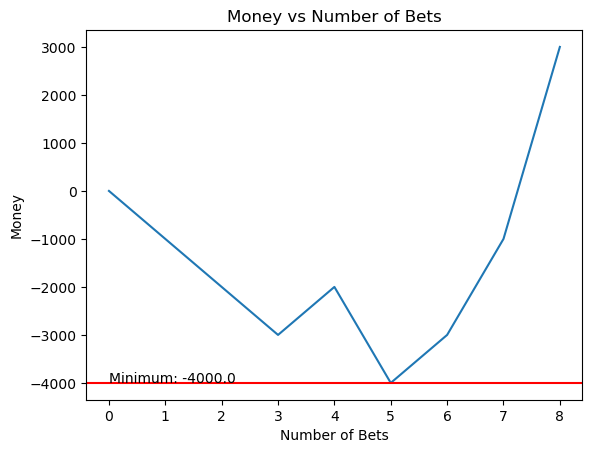 Money vs Number of Bets
3000
2000
1000
0
−1000
−2000
−3000
−4000
Money
Minimum: -4000.0
0 1 2 3 4 5 6 7 8
Number of Bets